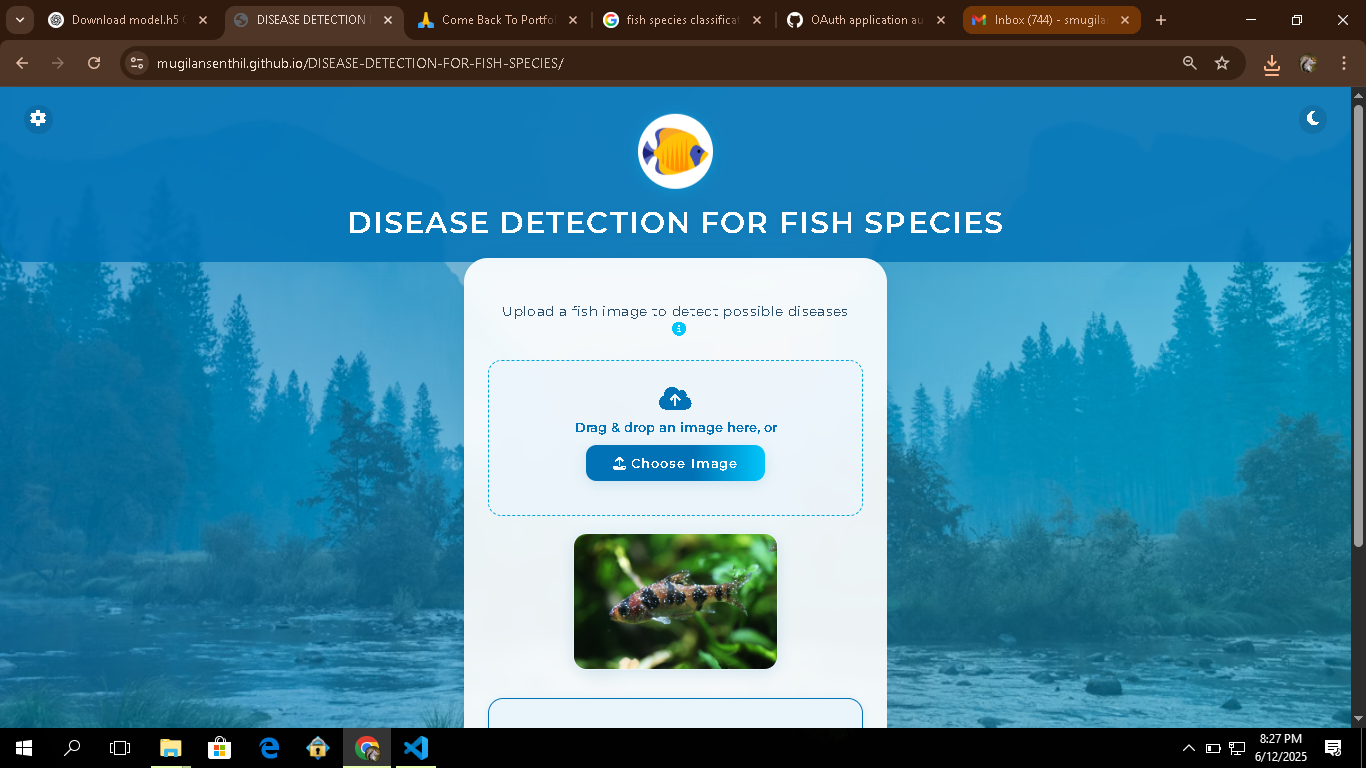 Download model.h5
DISEASE DETECTION
Come Back To Portfo
fish species classificat
OAuth application au
Inbox (744) - smugila
mugilansenthil.github.io/DISEASE-DETECTION-FOR-FISH-SPECIES/
DISEASE DETECTION FOR FISH SPECIES
Upload a fish image to detect possible diseases
i
Drag & drop an image here, or
Choose Image
8:27 PM
6/12/2025